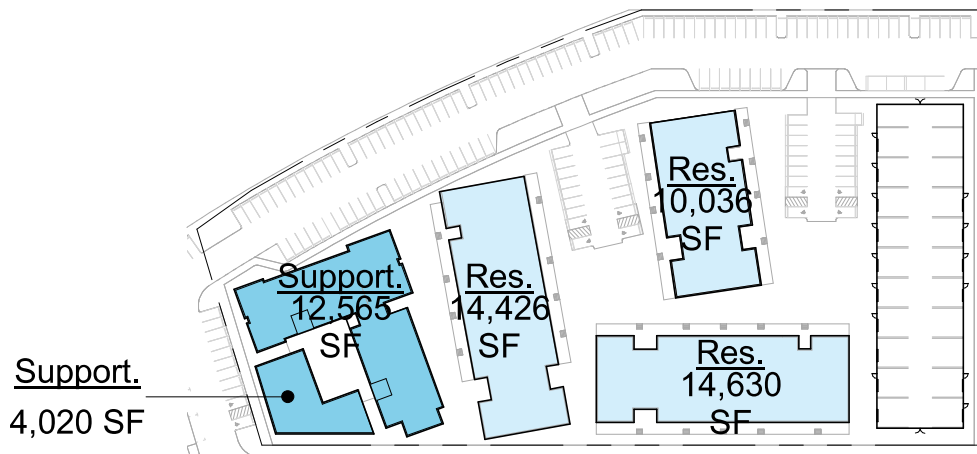 Res.
10,036
SF
Support.
12,565
SF
Res.
14,426
SF
Res.
14,630
SF
Support.
4,020 SF